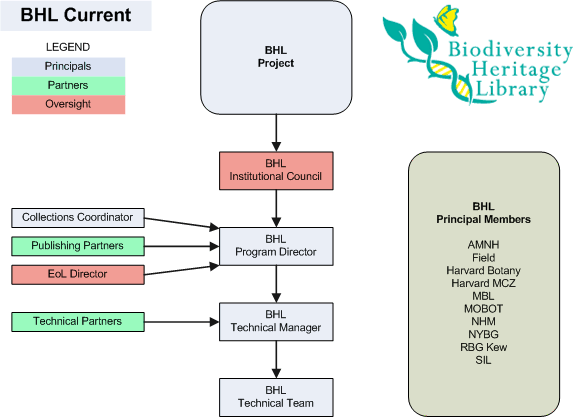 BHL Current
LEGEND
Principals
Partners
Oversight
BHL
Project
Biodiversity
Heritage
Library
BHL
Institutional Council
Collections Coordinator
Publishing Partners
EoL Director
BHL
Program Director
Technical Partners
BHL
Technical Manager
BHL
Technical Team
BHL
Principal Members
AMNH
Field
Harvard Botany
Harvard MCZ
MBL
MOBOT
NHM
NYBG
RBG Kew
SIL